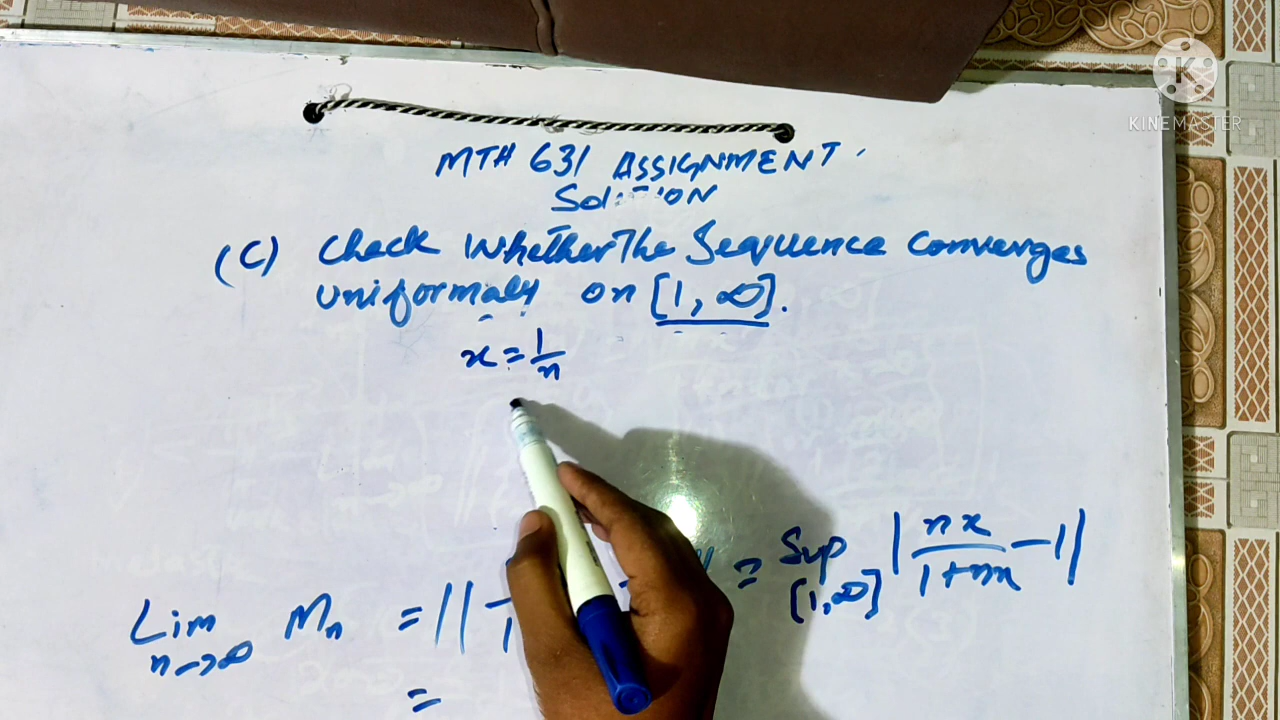 KINEMASTER
MTH 631 ASSIGNMENT.
(C) Check Whether The Sequence Converges
uniformaly on [1, ∞].
x = 1/n
Lim n→∞ Mn = || = Sup [1,∞] | nx/1+nx - 1 |
=